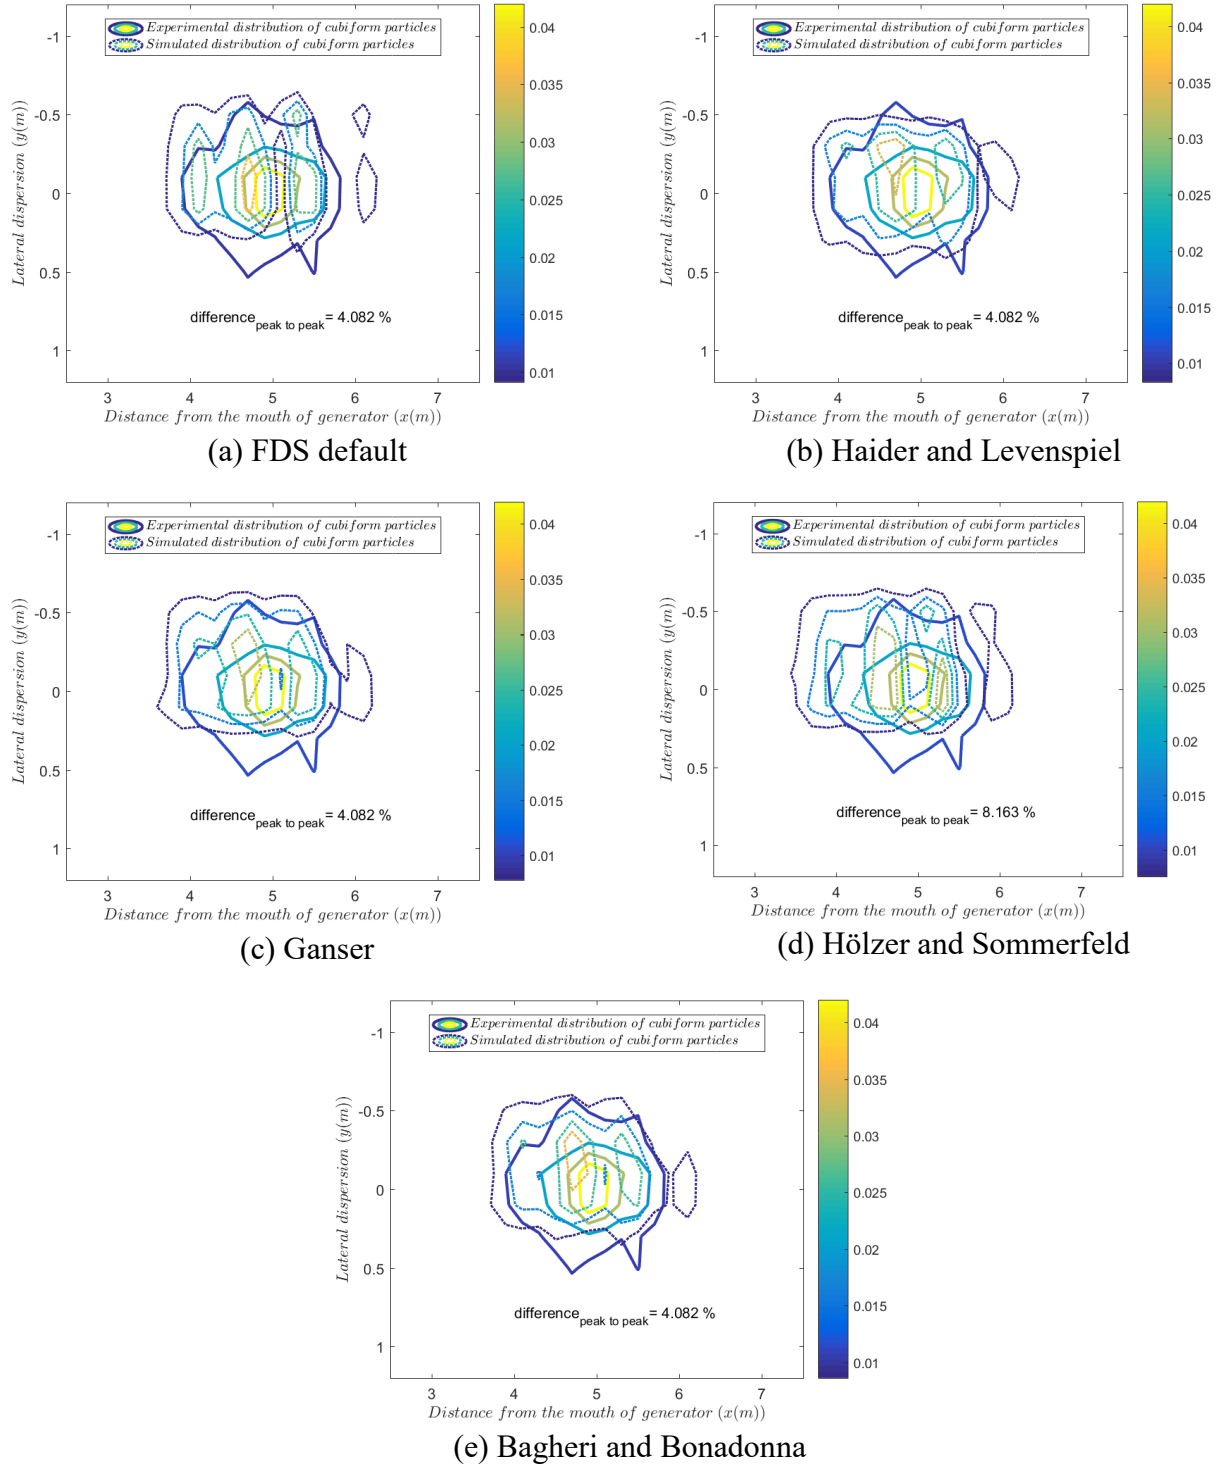 Experimental distribution of cubiform particles
Simulated distribution of cubiform particles
-1
-0.5
0
0.5
1
Lateral dispersion (y(m))
difference peak to peak = 4.082 %
3 4 5 6 7
Distance from the mouth of generator (x(m))
0.04
0.035
0.03
0.025
0.02
0.015
0.01
(a) FDS default
Experimental distribution of cubiform particles
Simulated distribution of cubiform particles
-1
-0.5
0
0.5
1
Lateral dispersion (y(m))
difference peak to peak = 4.082 %
3 4 5 6 7
Distance from the mouth of generator (x(m))
0.04
0.035
0.03
0.025
0.02
0.015
0.01
(b) Haider and Levenspiel
Experimental distribution of cubiform particles
Simulated distribution of cubiform particles
-1
-0.5
0
0.5
1
Lateral dispersion (y(m))
difference peak to peak = 4.082 %
3 4 5 6 7
Distance from the mouth of generator (x(m))
0.04
0.035
0.03
0.025
0.02
0.015
0.01
(c) Ganser
Experimental distribution of cubiform particles
Simulated distribution of cubiform particles
-1
-0.5
0
0.5
1
Lateral dispersion (y(m))
difference peak to peak = 8.163 %
3 4 5 6 7
Distance from the mouth of generator (x(m))
0.04
0.035
0.03
0.025
0.02
0.015
0.01
(d) Hölzer and Sommerfeld
Experimental distribution of cubiform particles
Simulated distribution of cubiform particles
-1
-0.5
0
0.5
1
Lateral dispersion (y(m))
difference peak to peak = 4.082 %
3 4 5 6 7
Distance from the mouth of generator (x(m))
0.04
0.035
0.03
0.025
0.02
0.015
0.01
(e) Bagheri and Bonadonna